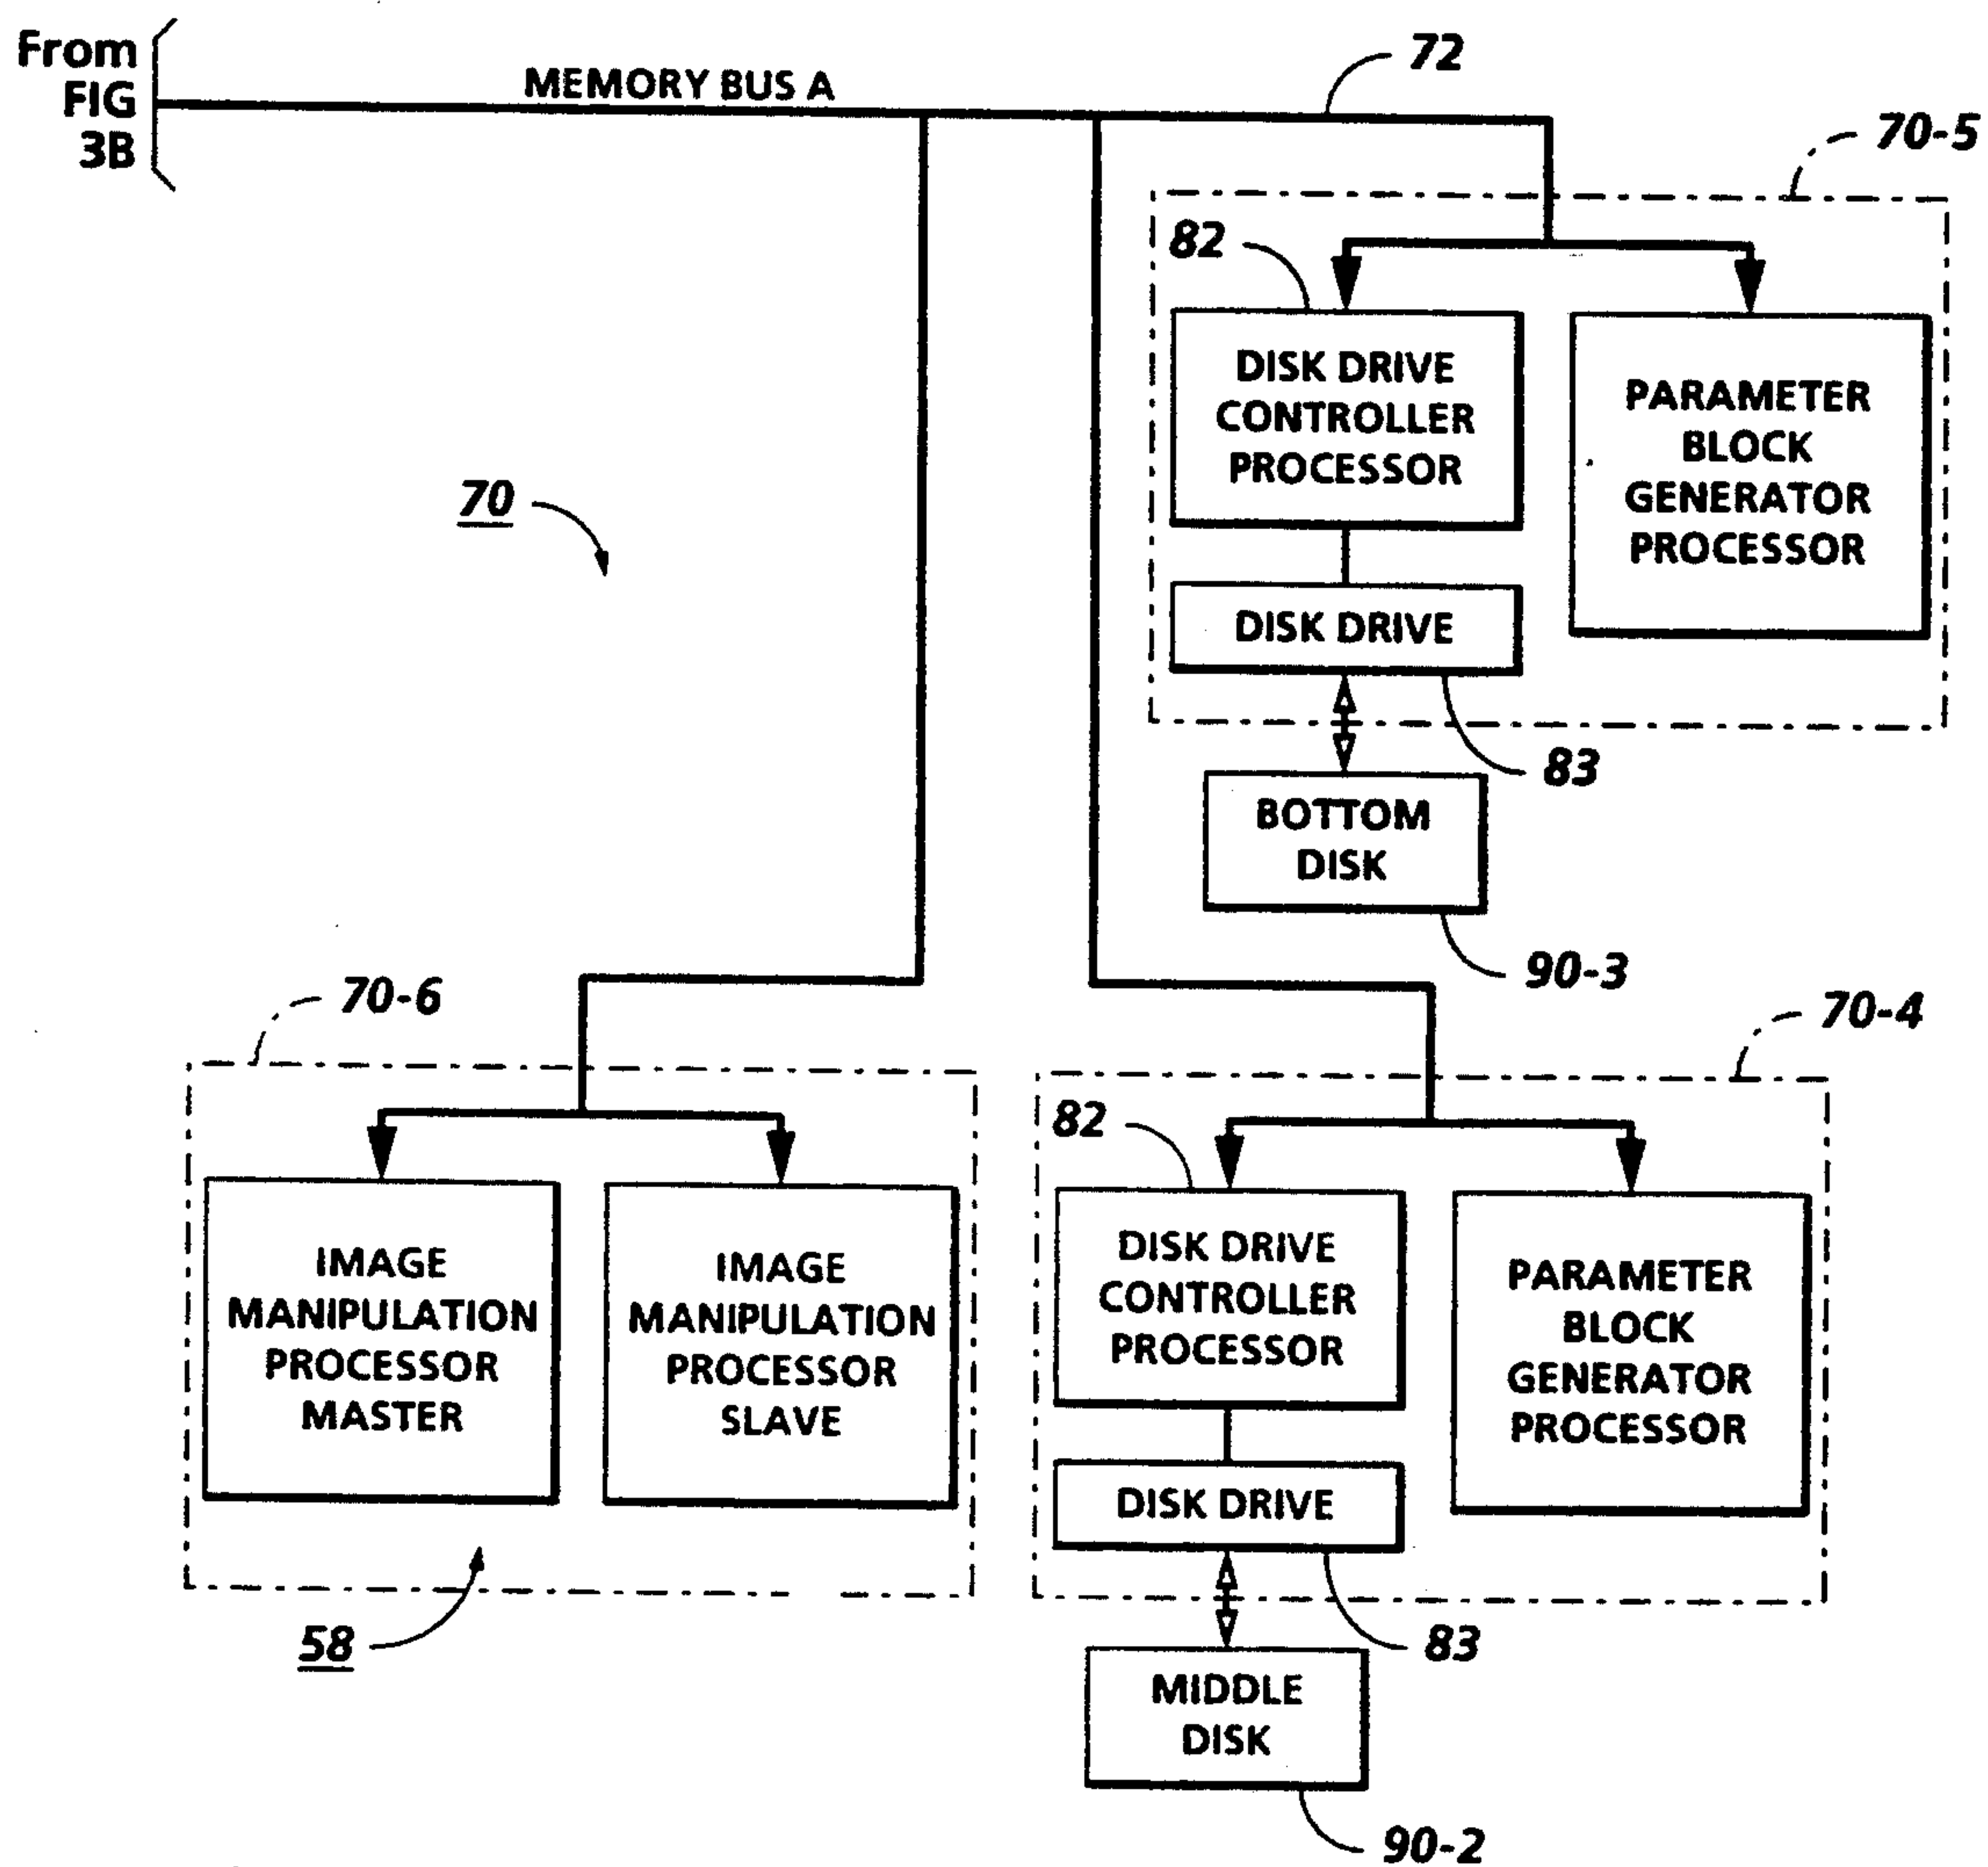 From
FIG
3B
MEMORY BUS A
72
70-5
82
DISK DRIVE
CONTROLLER
PROCESSOR
PARAMETER
BLOCK
GENERATOR
PROCESSOR
70
DISK DRIVE
83
BOTTOM
DISK
90-3
70-6
70-4
82
IMAGE
MANIPULATION
PROCESSOR
MASTER
IMAGE
MANIPULATION
PROCESSOR
SLAVE
DISK DRIVE
CONTROLLER
PROCESSOR
PARAMETER
BLOCK
GENERATOR
PROCESSOR
DISK DRIVE
58
83
MIDDLE
DISK
90-2